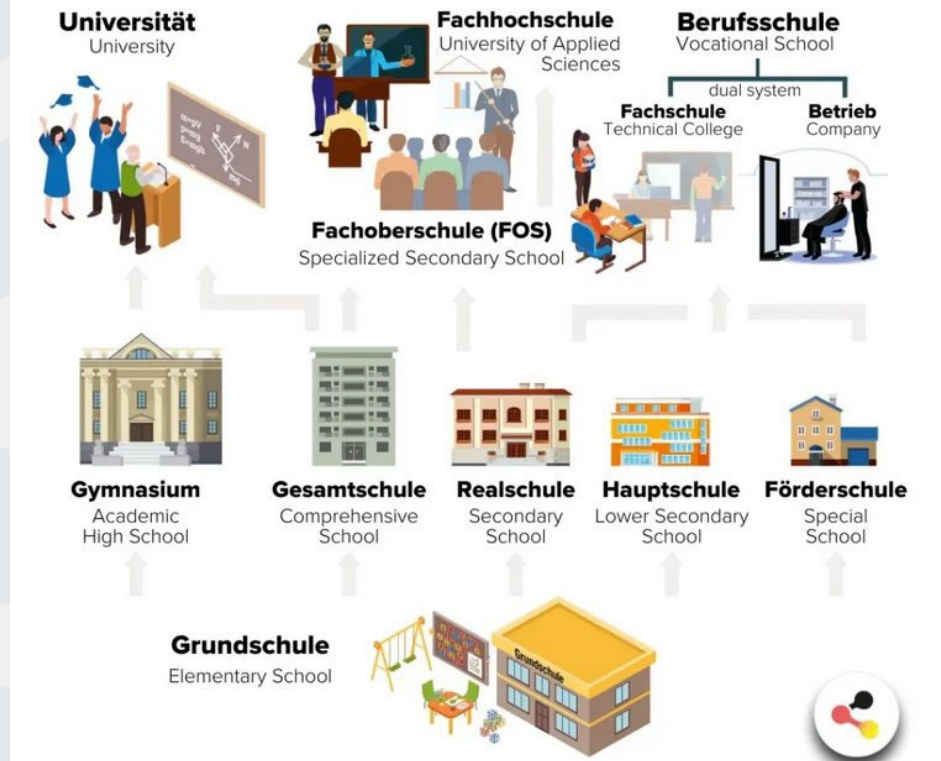 Universität
University
Fachhochschule
University of Applied
Sciences
Berufsschule
Vocational School
dual system
Fachschule
Technical College
Betrieb
Company
Fachoberschule (FOS)
Specialized Secondary School
Gymnasium
Academic
High School
Gesamtschule
Comprehensive
School
Realschule
Secondary
School
Hauptschule
Lower Secondary
School
Förderschule
Special
School
Grundschule
Elementary School
Grundschule